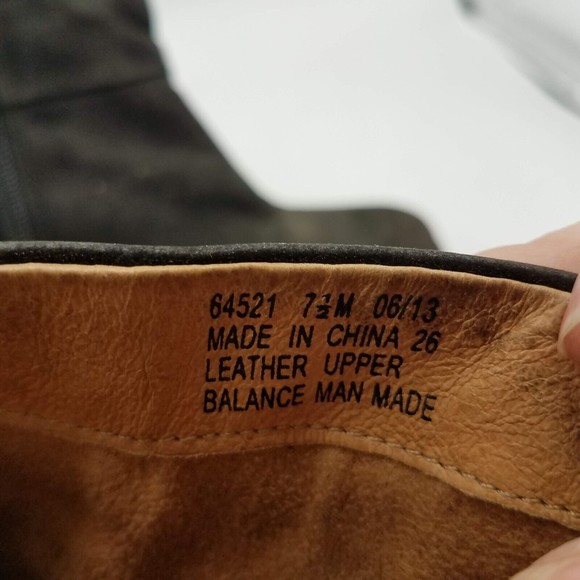 64521 7½M 06/13
MADE IN CHINA 26
LEATHER UPPER
BALANCE MAN MADE